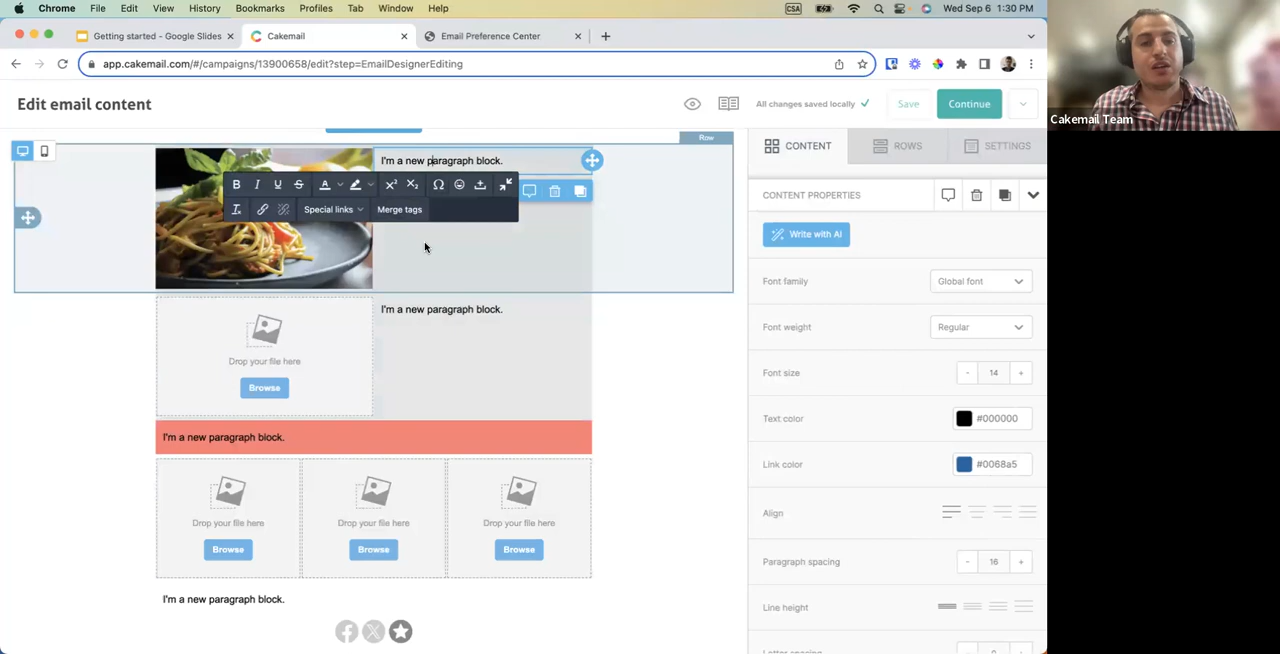 Chrome File Edit View History Bookmarks Profiles Tab Window Help
CSA Wed Sep 6 1:30 PM
Getting started - Google Slides
Cakemail
Email Preference Center
app.cakemail.com/#/campaigns/13900658/edit?step=EmailDesignerEditing
Edit email content
All changes saved locally
Save
Continue
Cakemail Team
Row
CONTENT
ROWS
SETTINGS
I'm a new paragraph block.
B I U S A X² X₂ Ω
Special links
Merge tags
I'm a new paragraph block.
Drop your file here
Browse
I'm a new paragraph block.
Drop your file here
Browse
Drop your file here
Browse
Drop your file here
Browse
I'm a new paragraph block.
CONTENT PROPERTIES
Write with AI
Font family Global font
Font weight Regular
Font size - 14 +
Text color #000000
Link color #0068a5
Align
Paragraph spacing - 16 +
Line height